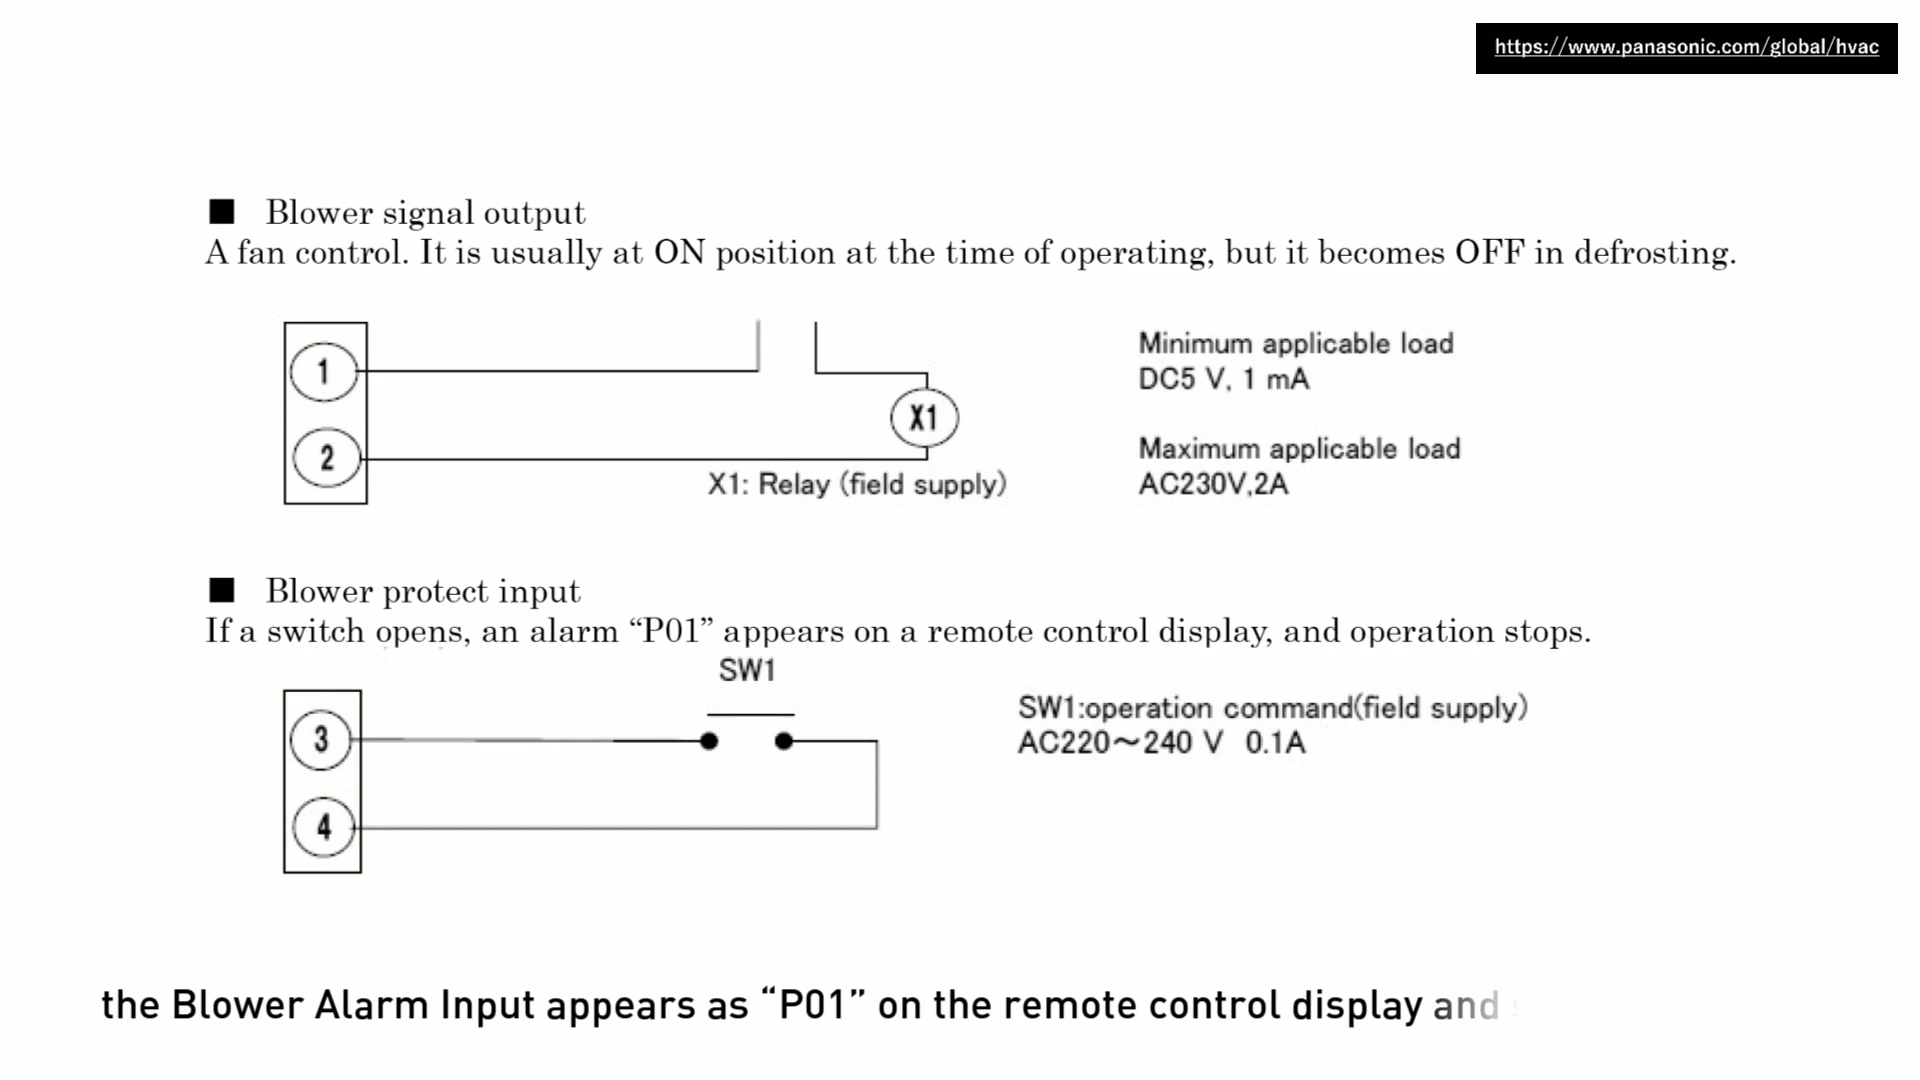 https://www.panasonic.com/global/hvac
■ Blower signal output
A fan control. It is usually at ON position at the time of operating, but it becomes OFF in defrosting.
1
2
X1
X1: Relay (field supply)
Minimum applicable load
DC5 V, 1 mA
Maximum applicable load
AC230V,2A
■ Blower protect input
If a switch opens, an alarm “P01” appears on a remote control display, and operation stops.
SW1
3
4
SW1:operation command(field supply)
AC220～240 V 0.1A
the Blower Alarm Input appears as “P01” on the remote control display and